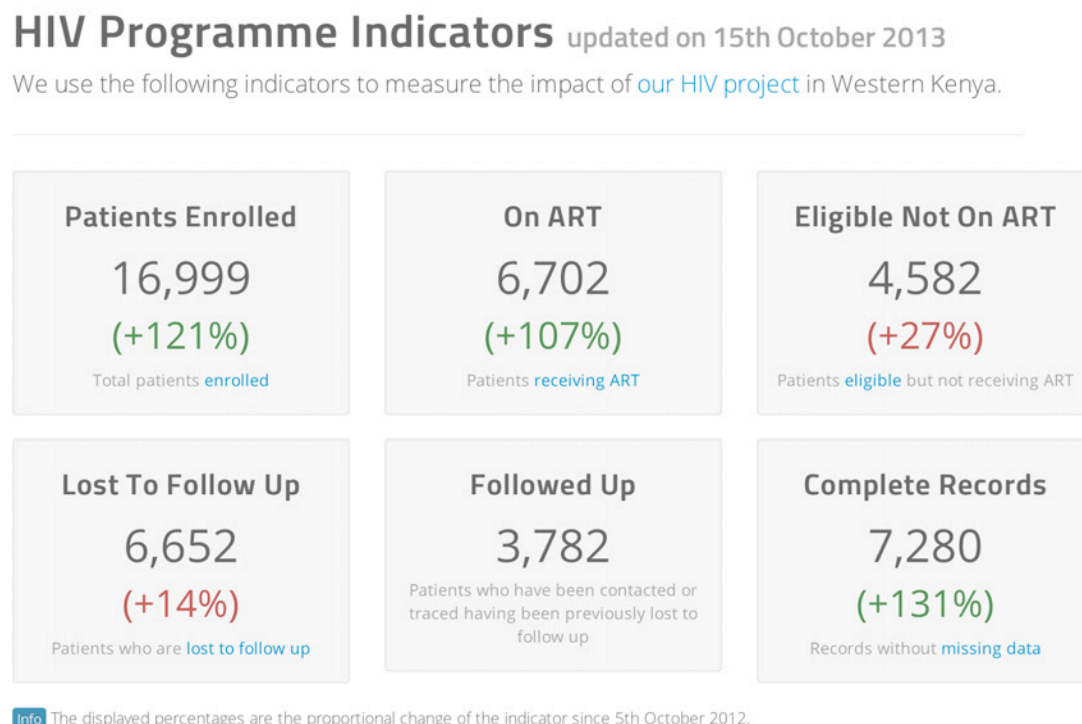 HIV Programme Indicators updated on 15th October 2013
We use the following indicators to measure the impact of our HIV project in Western Kenya.
Patients Enrolled
16,999
(+121%)
Total patients enrolled
On ART
6,702
(+107%)
Patients receiving ART
Eligible Not On ART
4,582
(+27%)
Patients eligible but not receiving ART
Lost To Follow Up
6,652
(+14%)
Patients who are lost to follow up
Followed Up
3,782
Patients who have been contacted or
traced having been previously lost to
follow up
Complete Records
7,280
(+131%)
Records without missing data
Info The displayed percentages are the proportional change of the indicator since 5th October 2012.